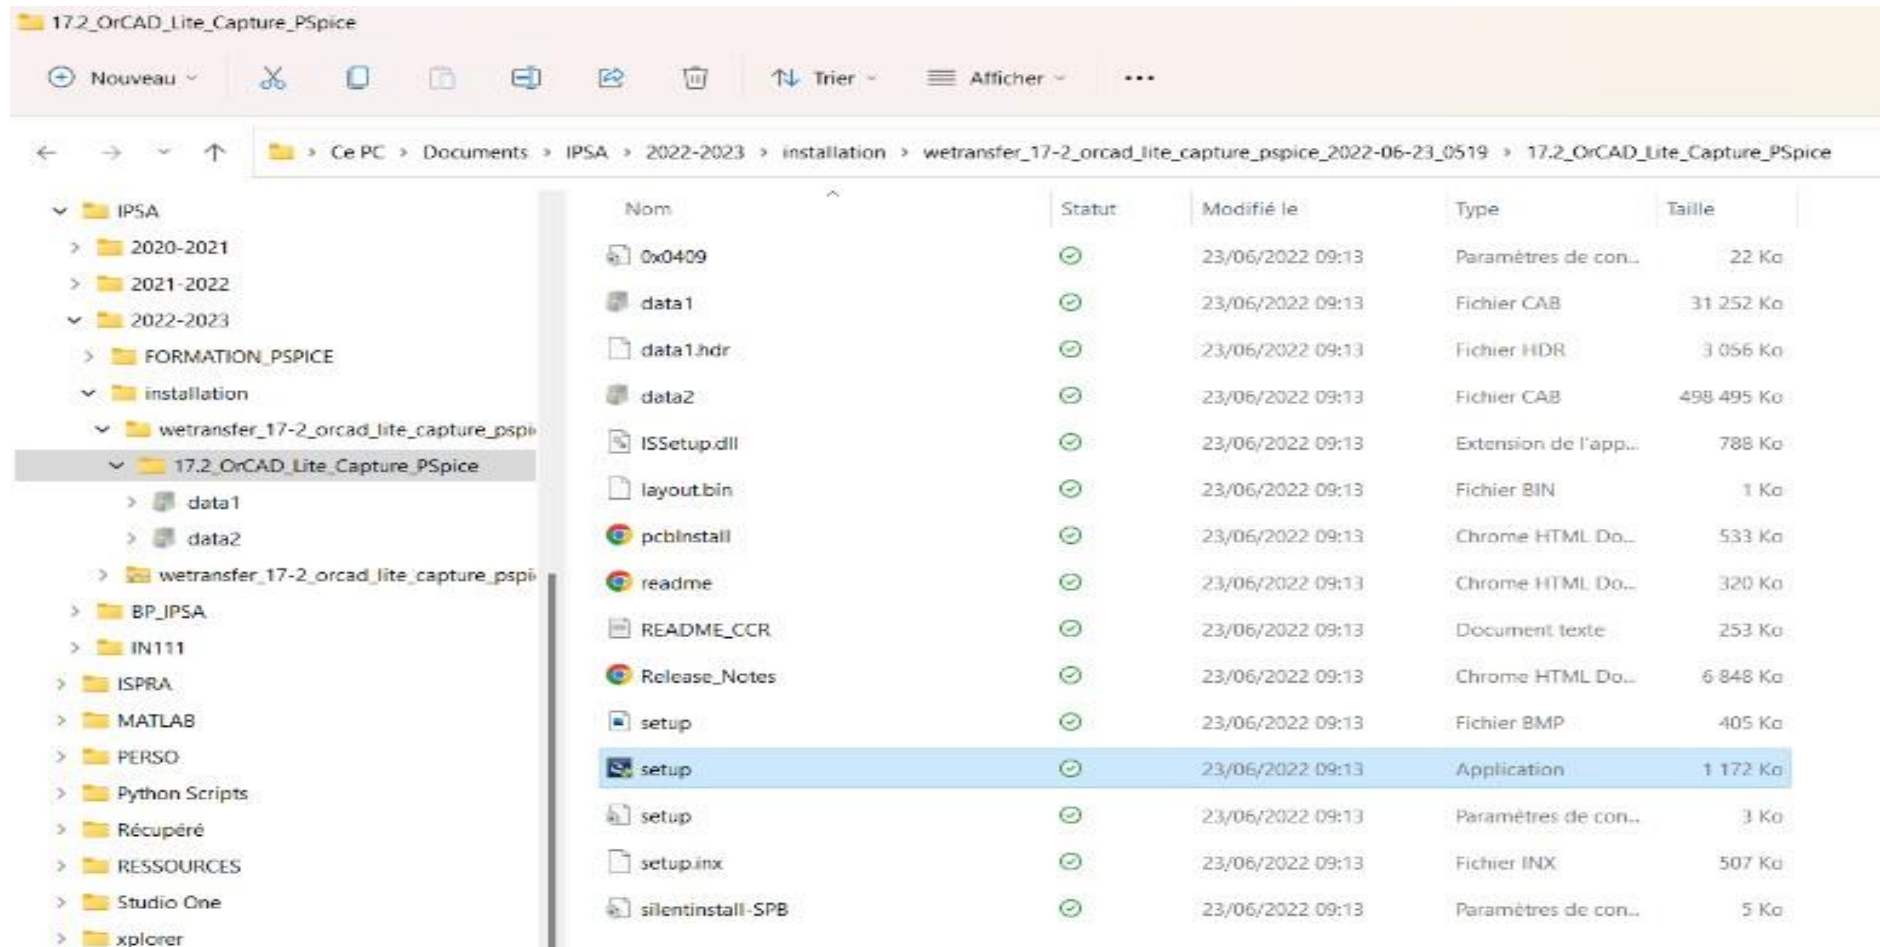 17.2_OrCAD_Lite_Capture_PSpice
Nouveau Trier Afficher
Ce PC > Documents > IPSA > 2022-2023 > installation > wetransfer_17-2_orcad_lite_capture_pspice_2022-06-23_0519 > 17.2_OrCAD_Lite_Capture_PSpice
IPSA
2020-2021
2021-2022
2022-2023
FORMATION_PSPICE
installation
wetransfer_17-2_orcad_lite_capture_pspi
17.2_OrCAD_Lite_Capture_PSpice
data1
data2
wetransfer_17-2_orcad_lite_capture_pspi
BP_IPSA
IN111
ISPRA
MATLAB
PERSO
Python Scripts
Récupéré
RESSOURCES
Studio One
xplorer
Nom Statut Modifié le Type Taille
0x0409 23/06/2022 09:13 Paramètres de con... 22 Ko
data1 23/06/2022 09:13 Fichier CAB 31 252 Ko
data1.hdr 23/06/2022 09:13 Fichier HDR 3 056 Ko
data2 23/06/2022 09:13 Fichier CAB 498 495 Ko
ISSetup.dll 23/06/2022 09:13 Extension de l'app... 788 Ko
layout.bin 23/06/2022 09:13 Fichier BIN 1 Ko
pcbInstall 23/06/2022 09:13 Chrome HTML Do... 533 Ko
readme 23/06/2022 09:13 Chrome HTML Do... 320 Ko
README_CCR 23/06/2022 09:13 Document texte 253 Ko
Release_Notes 23/06/2022 09:13 Chrome HTML Do... 6 848 Ko
setup 23/06/2022 09:13 Fichier BMP 405 Ko
setup 23/06/2022 09:13 Application 1 172 Ko
setup 23/06/2022 09:13 Paramètres de con... 3 Ko
setup.inx 23/06/2022 09:13 Fichier INX 507 Ko
silentinstall-SPB 23/06/2022 09:13 Paramètres de con... 5 Ko